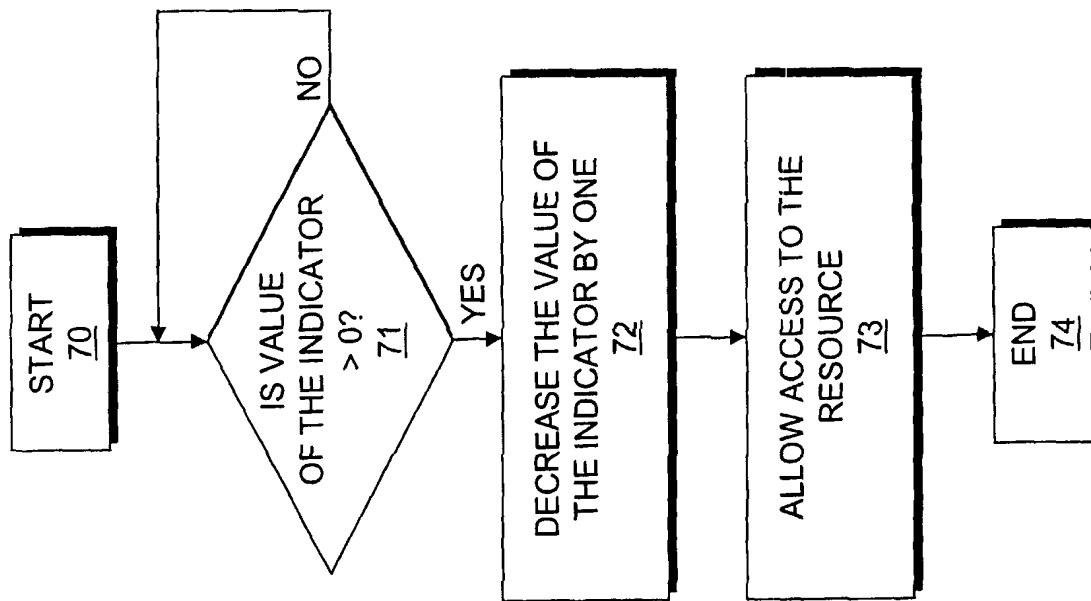 START
70
IS VALUE
OF THE INDICATOR
> 0?
71
NO
YES
DECREASE THE VALUE OF
THE INDICATOR BY ONE
72
ALLOW ACCESS TO THE
RESOURCE
73
END
74